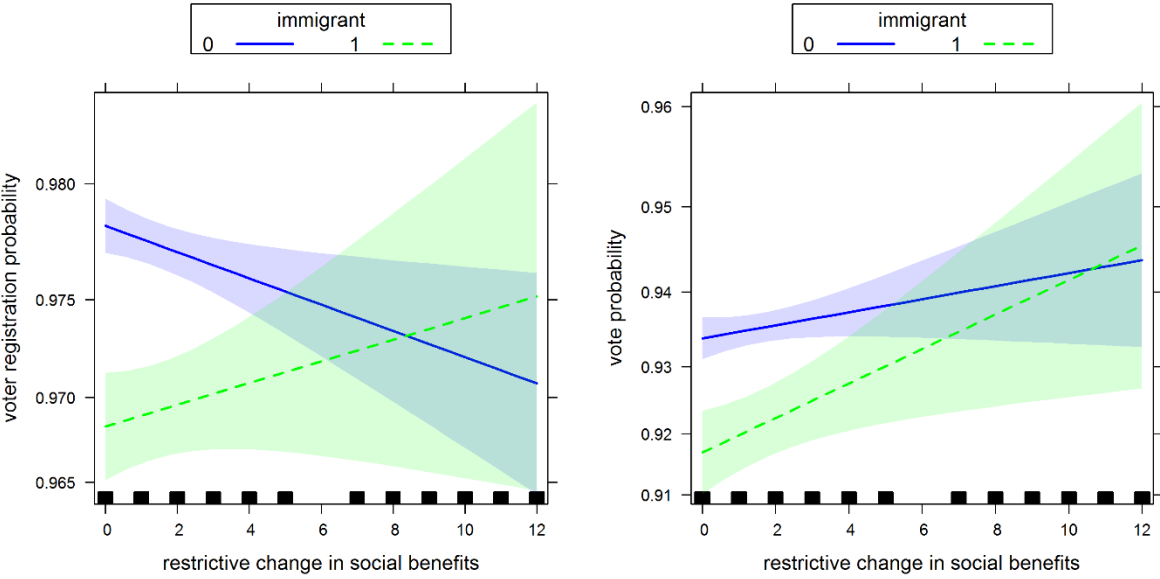 immigrant
0 1
voter registration probability
0.980
0.975
0.970
0.965
0 2 4 6 8 10 12
restrictive change in social benefits
immigrant
0 1
vote probability
0.96
0.95
0.94
0.93
0.92
0.91
0 2 4 6 8 10 12
restrictive change in social benefits